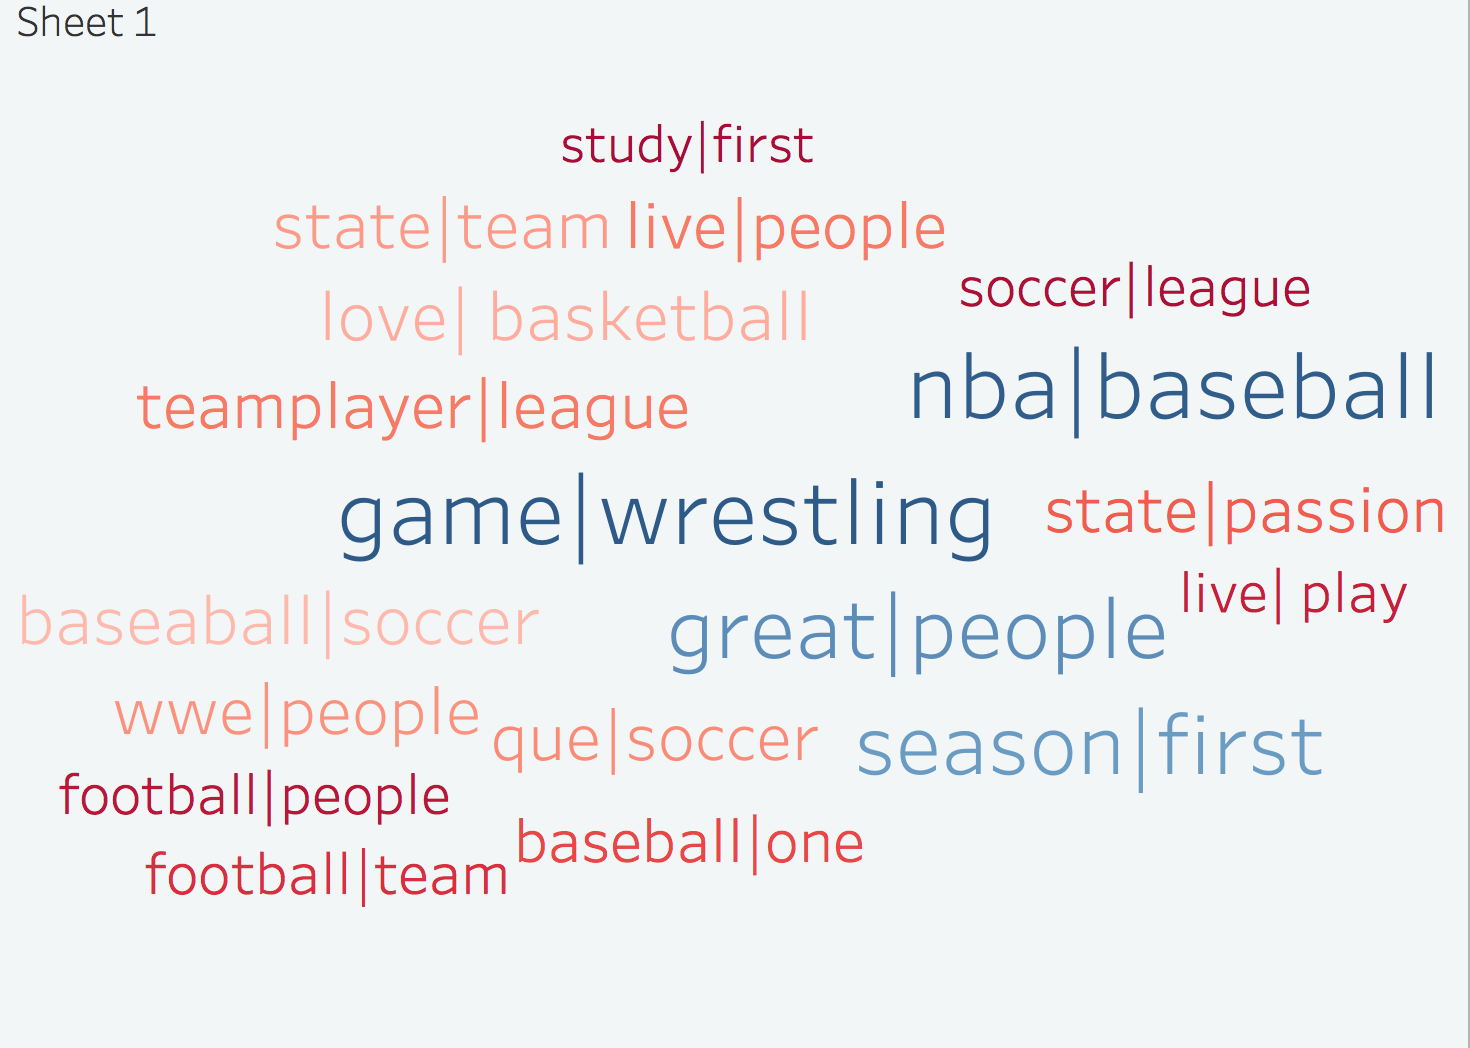 Sheet 1
study|first
state|team live|people
soccer|league
love| basketball
nba|baseball
teamplayer|league
game|wrestling
state|passion
live| play
baseaball|soccer
great|people
wwe|people
que|soccer
season|first
football|people
baseball|one
football|team